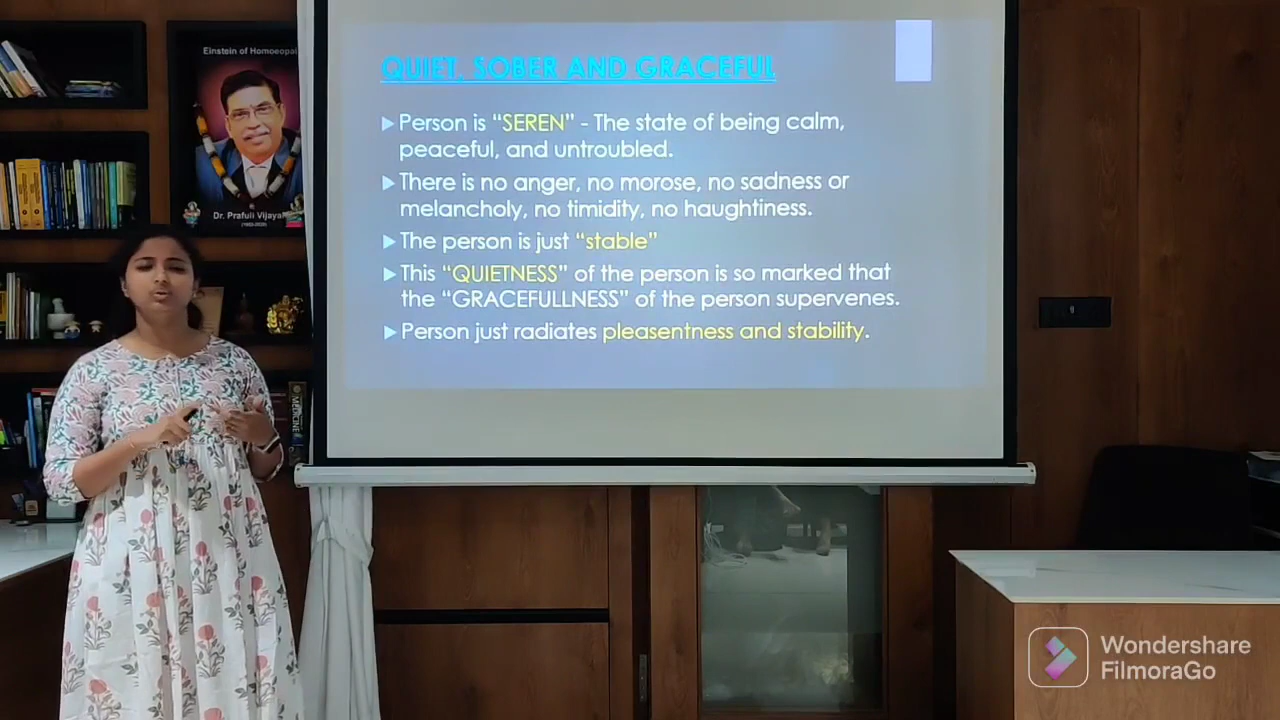 Einstein of Homoeopat
Dr. Prafull Vijayak
QUIET, SOBER AND GRACEFUL
Person is “SEREN” - The state of being calm,
peaceful, and untroubled.
There is no anger, no morose, no sadness or
melancholy, no timidity, no haughtiness.
The person is just “stable”
This “QUIETNESS” of the person is so marked that
the “GRACEFULLNESS” of the person supervenes.
Person just radiates pleasentness and stability.
MEDICINE
Wondershare
FilmoraGo